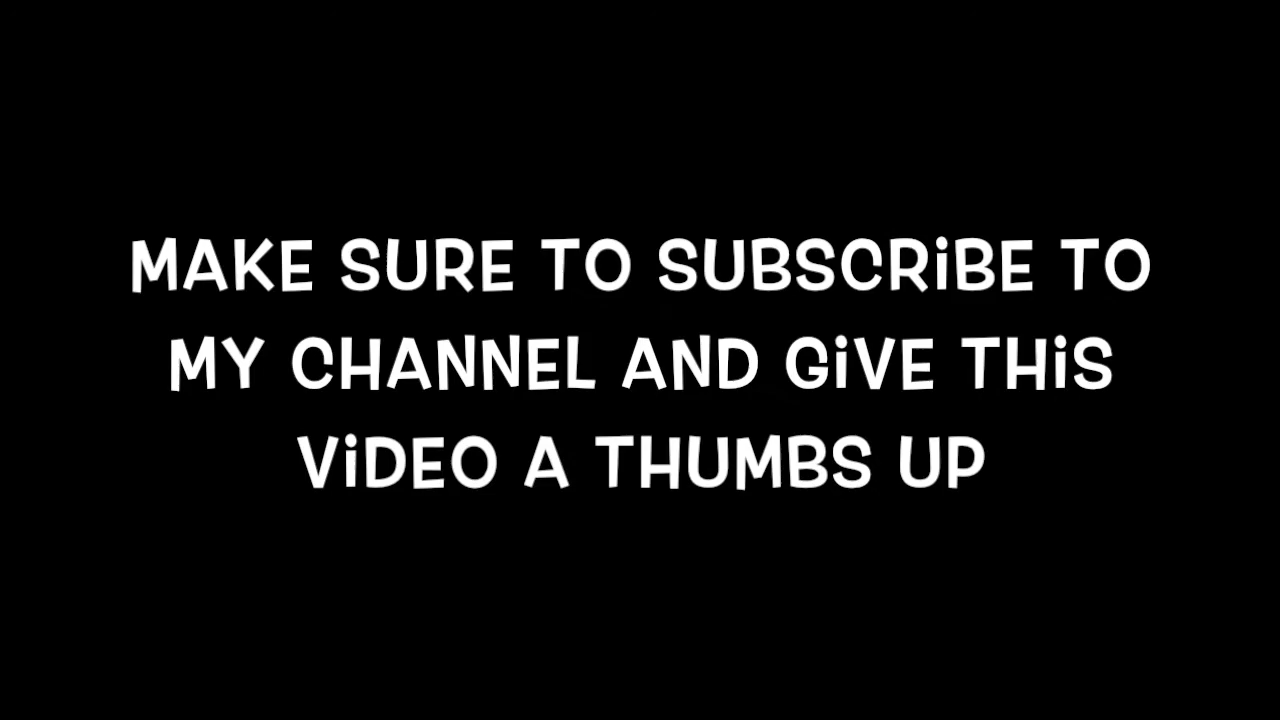 MAKE SURE TO SUBSCRiBE TO
MY CHANNEL AND GiVE THiS
ViDEO A THUMBS UP